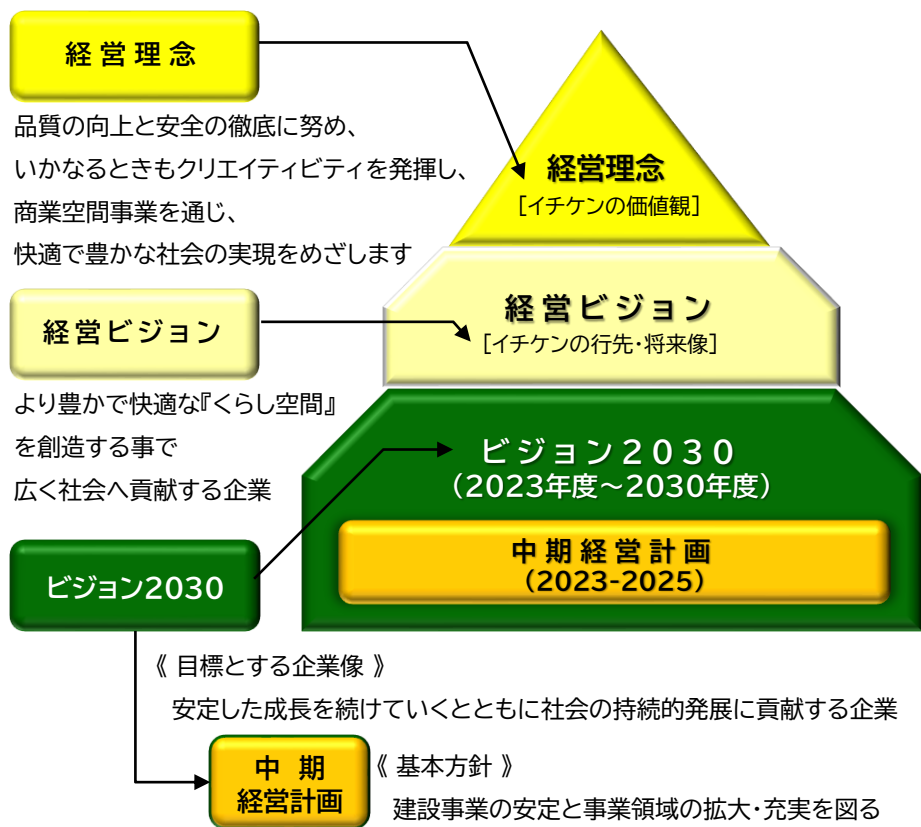 経営理念
品質の向上と安全の徹底に努め、
いかなるときもクリエイティビティを発揮し、
商業空間事業を通じ、
快適で豊かな社会の実現をめざします
経営理念
[イチケンの価値観]
経営ビジョン
より豊かで快適な『くらし空間』
を創造する事で
広く社会へ貢献する企業
経営ビジョン
[イチケンの行先・将来像]
ビジョン2030
ビジョン2030
(2023年度～2030年度)
中期経営計画
(2023-2025)
《 目標とする企業像 》
安定した成長を続けていくとともに社会の持続的発展に貢献する企業
中 期
経営計画
《 基本方針 》
建設事業の安定と事業領域の拡大・充実を図る